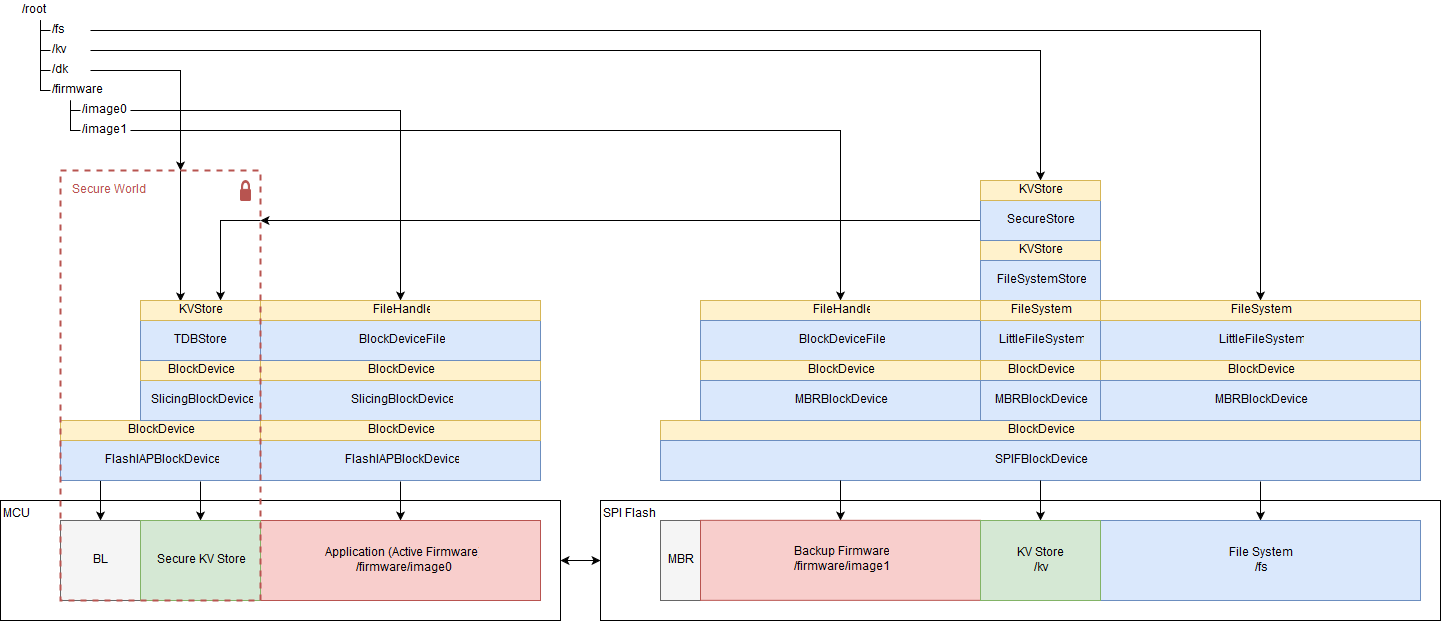 /root
/fs
/kv
/dk
/firmware
/image0
/image1
Secure World
KVStore
SecureStore
KVStore
FileSystemStore
KVStore
FileHandle
FileHandle
FileSystem
FileSystem
TDBStore
BlockDeviceFile
BlockDeviceFile
LittleFileSystem
LittleFileSystem
BlockDevice
BlockDevice
BlockDevice
BlockDevice
BlockDevice
SlicingBlockDevice
SlicingBlockDevice
MBRBlockDevice
MBRBlockDevice
MBRBlockDevice
BlockDevice
BlockDevice
BlockDevice
FlashIAPBlockDevice
FlashIAPBlockDevice
SPIFBlockDevice
MCU
BL
Secure KV Store
Application (Active Firmware
/firmware/image0
SPI Flash
MBR
Backup Firmware
/firmware/image1
KV Store
/kv
File System
/fs